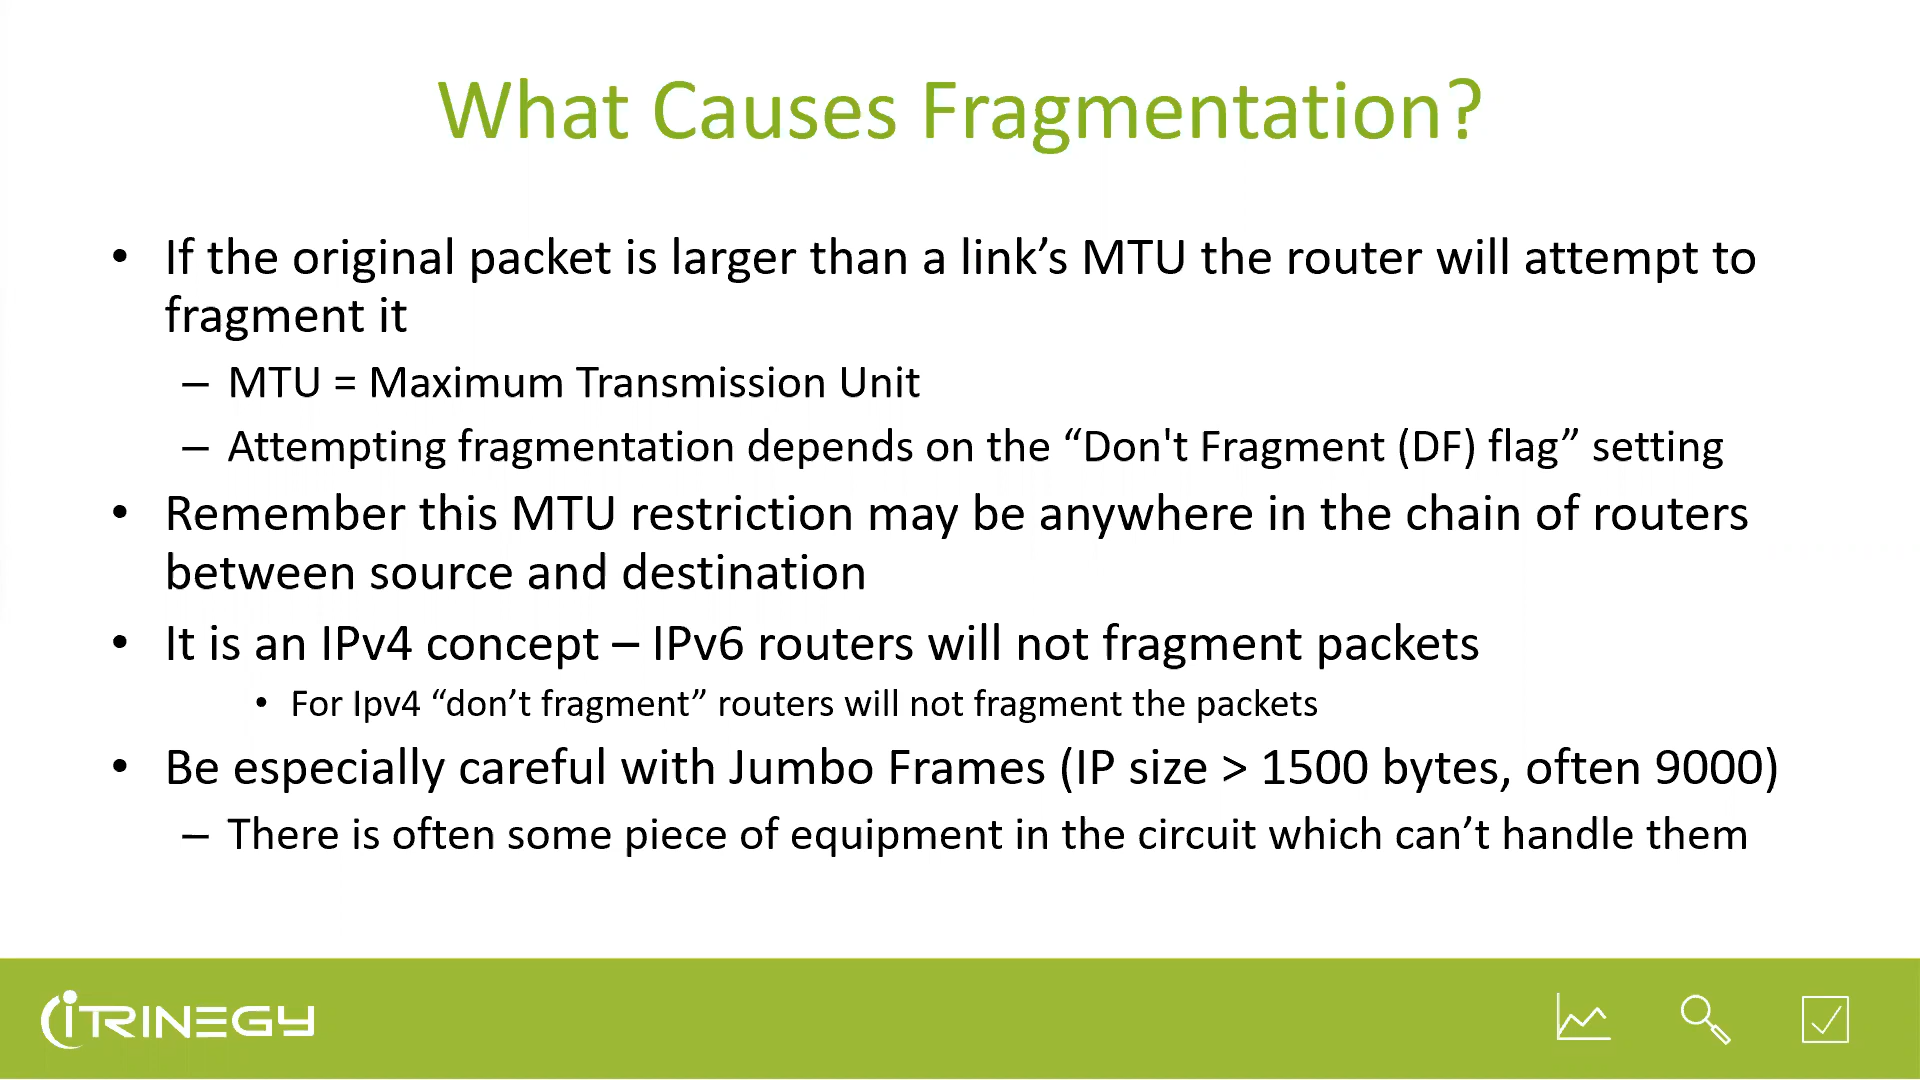 What Causes Fragmentation?
• If the original packet is larger than a link’s MTU the router will attempt to
fragment it
– MTU = Maximum Transmission Unit
– Attempting fragmentation depends on the “Don't Fragment (DF) flag” setting
• Remember this MTU restriction may be anywhere in the chain of routers
between source and destination
• It is an IPv4 concept – IPv6 routers will not fragment packets
• For Ipv4 “don’t fragment” routers will not fragment the packets
• Be especially careful with Jumbo Frames (IP size > 1500 bytes, often 9000)
– There is often some piece of equipment in the circuit which can’t handle them
iTRINEGY